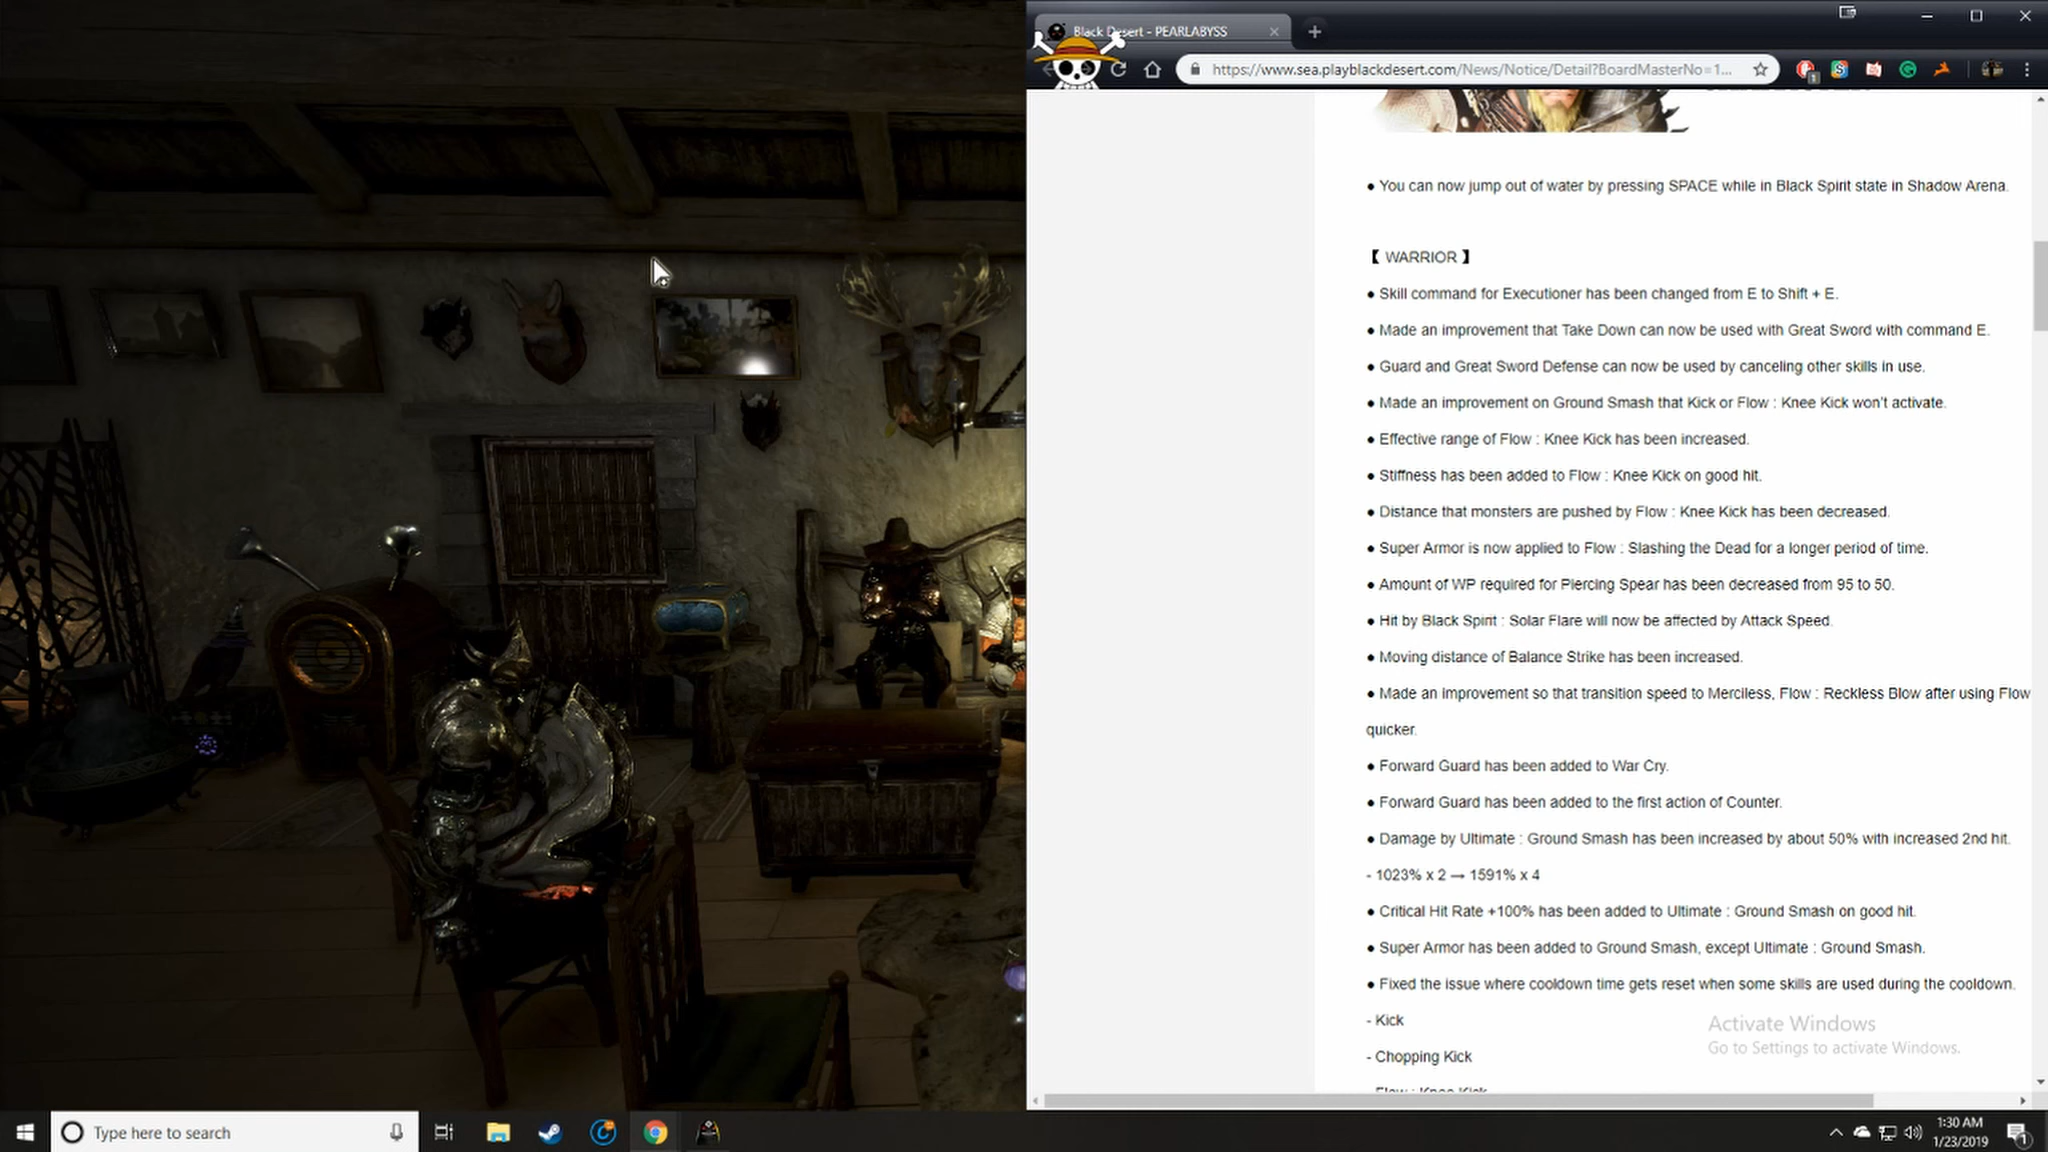 Black Desert - PEARLABYSS
https://www.sea.playblackdesert.com/News/Notice/Detail?BoardMasterNo=1...
● You can now jump out of water by pressing SPACE while in Black Spirit state in Shadow Arena.
【 WARRIOR 】
● Skill command for Executioner has been changed from E to Shift + E.
● Made an improvement that Take Down can now be used with Great Sword with command E.
● Guard and Great Sword Defense can now be used by canceling other skills in use.
● Made an improvement on Ground Smash that Kick or Flow : Knee Kick won't activate.
● Effective range of Flow : Knee Kick has been increased.
● Stiffness has been added to Flow : Knee Kick on good hit.
● Distance that monsters are pushed by Flow : Knee Kick has been decreased.
● Super Armor is now applied to Flow : Slashing the Dead for a longer period of time.
● Amount of WP required for Piercing Spear has been decreased from 95 to 50.
● Hit by Black Spirit : Solar Flare will now be affected by Attack Speed.
● Moving distance of Balance Strike has been increased.
● Made an improvement so that transition speed to Merciless, Flow : Reckless Blow after using Flow
quicker.
● Forward Guard has been added to War Cry.
● Forward Guard has been added to the first action of Counter.
● Damage by Ultimate : Ground Smash has been increased by about 50% with increased 2nd hit.
- 1023% x 2 → 1591% x 4
● Critical Hit Rate +100% has been added to Ultimate : Ground Smash on good hit.
● Super Armor has been added to Ground Smash, except Ultimate : Ground Smash.
● Fixed the issue where cooldown time gets reset when some skills are used during the cooldown.
- Kick
- Chopping Kick
- Flow : Knee Kick
Activate Windows
Go to Settings to activate Windows.
Type here to search
1:30 AM
1/23/2019